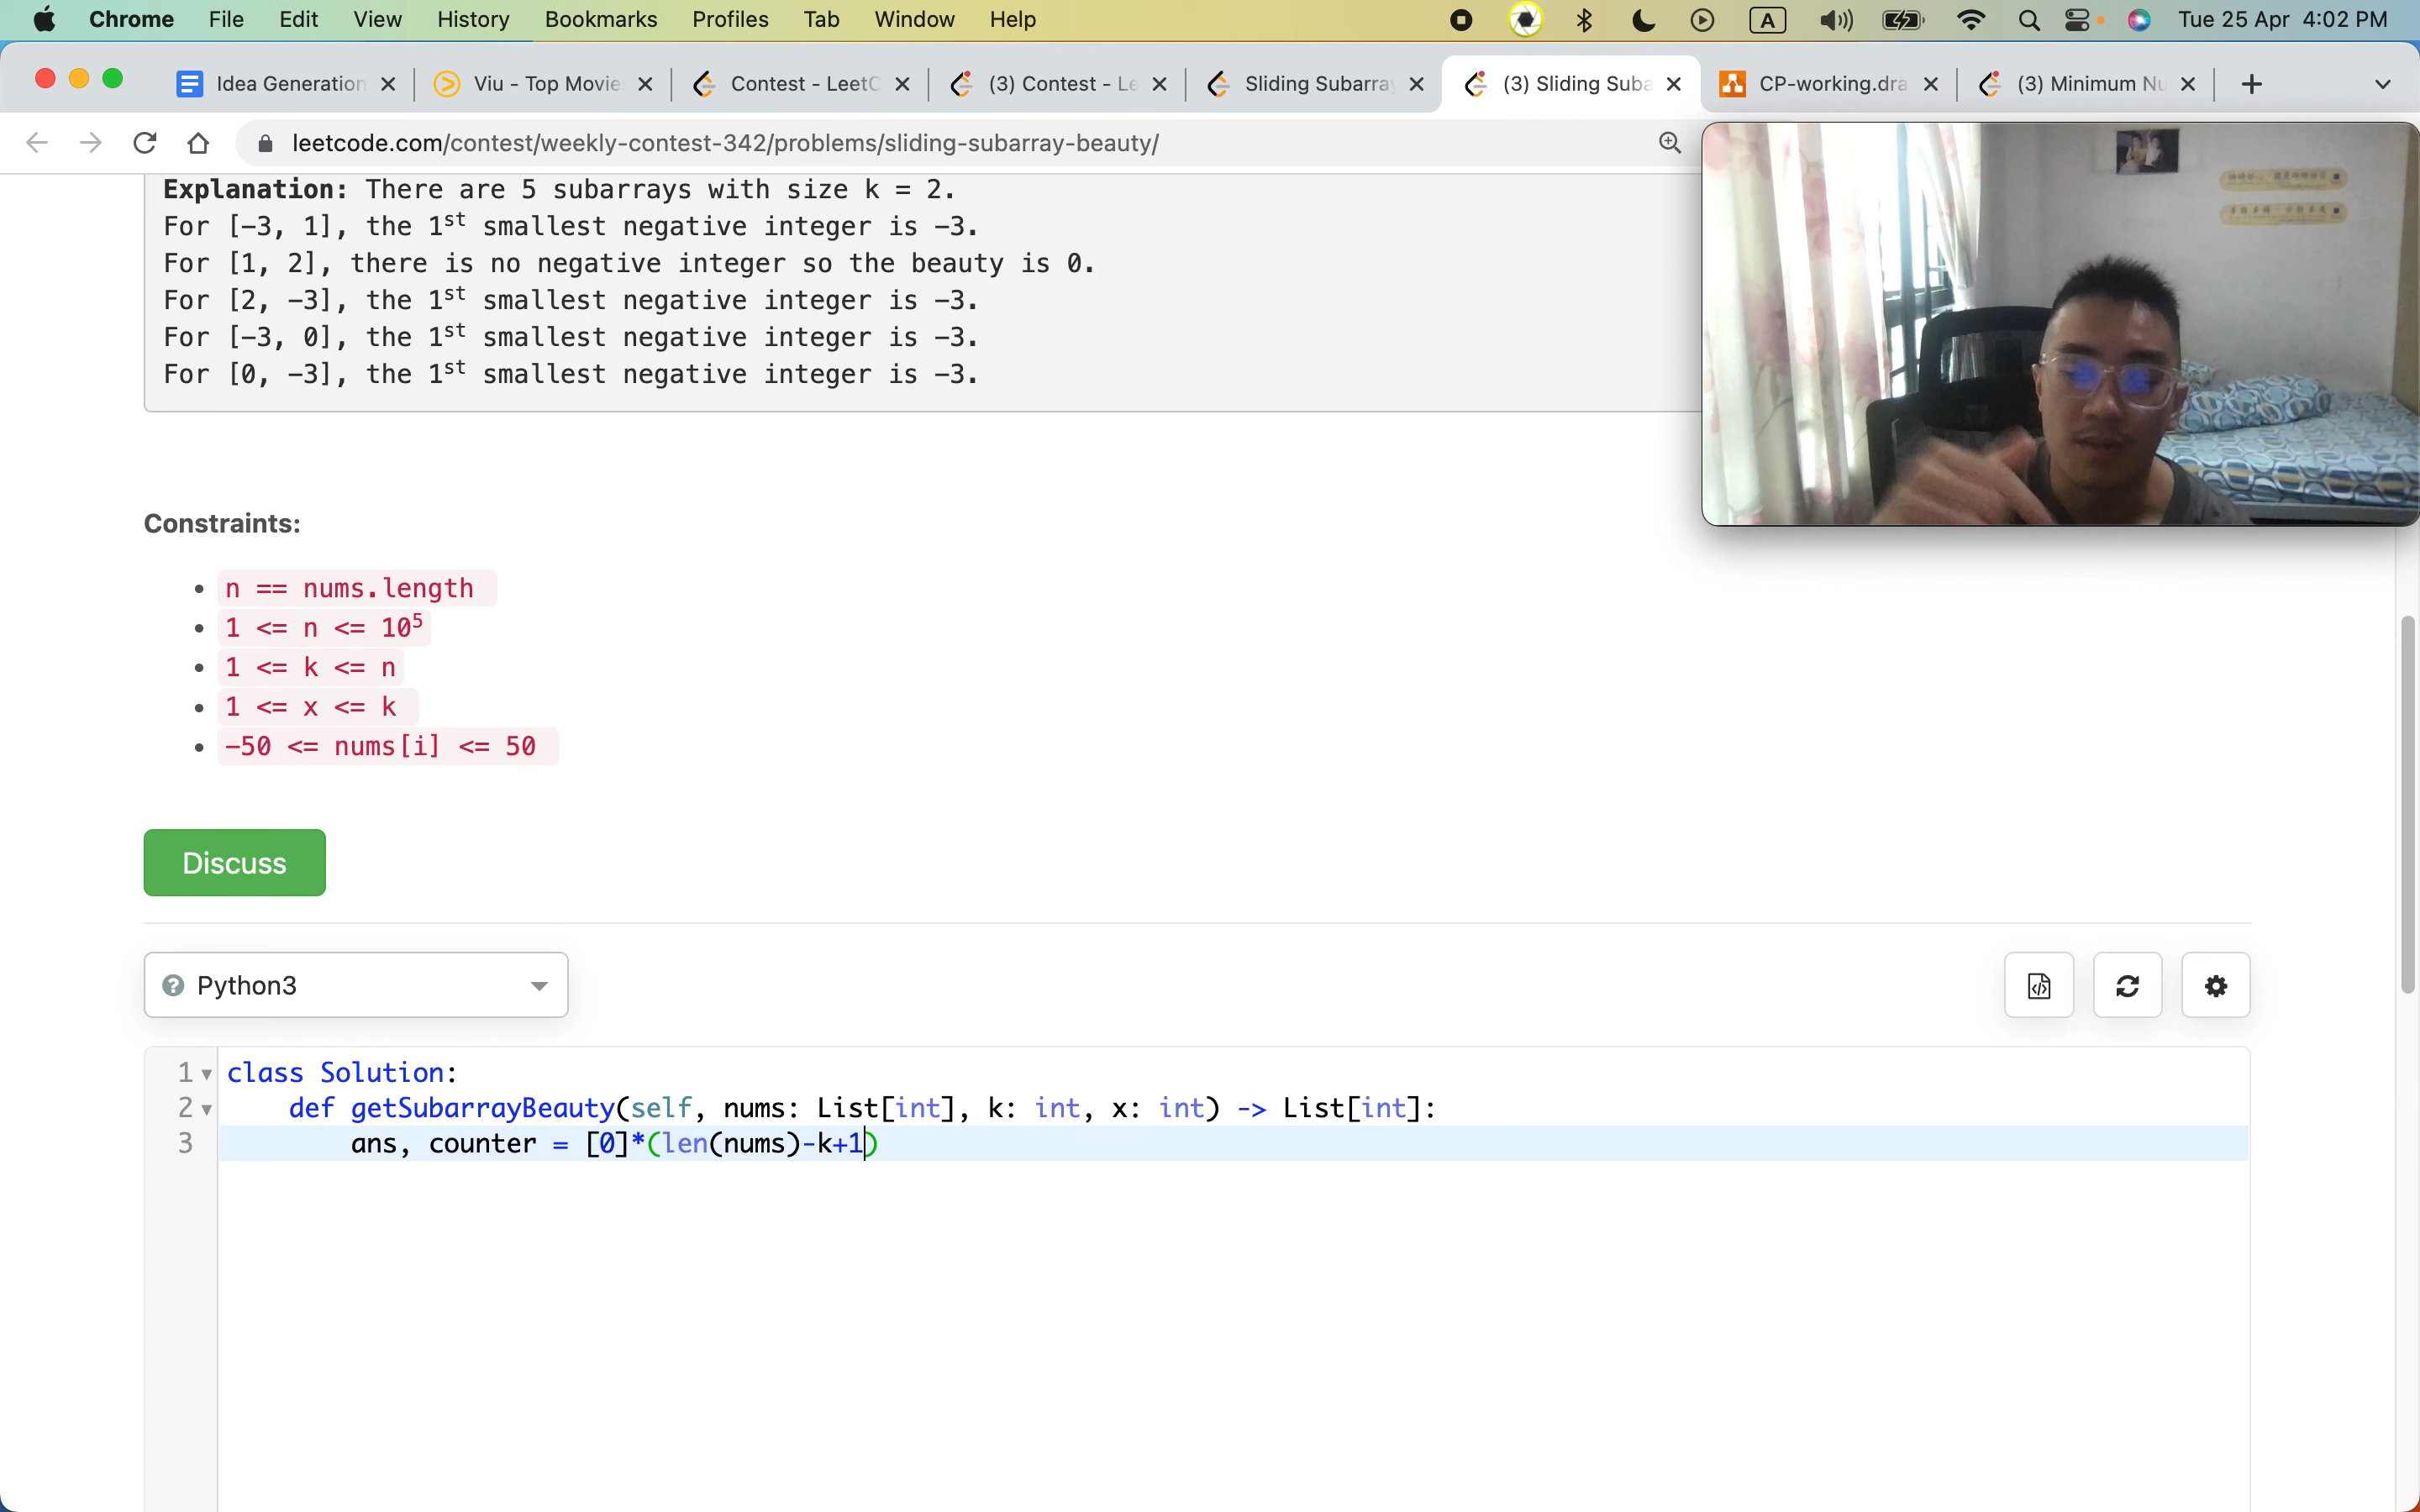 Chrome File Edit View History Bookmarks Profiles Tab Window Help A Tue 25 Apr 4:02 PM
Idea Generation Viu - Top Movie Contest - LeetC (3) Contest - Le Sliding Subarray (3) Sliding Suba CP-working.dra (3) Minimum Nu
leetcode.com/contest/weekly-contest-342/problems/sliding-subarray-beauty/
Explanation: There are 5 subarrays with size k = 2.
For [-3, 1], the 1st smallest negative integer is -3.
For [1, 2], there is no negative integer so the beauty is 0.
For [2, -3], the 1st smallest negative integer is -3.
For [-3, 0], the 1st smallest negative integer is -3.
For [0, -3], the 1st smallest negative integer is -3.
Constraints:
n == nums.length
1 <= n <= 10^5
1 <= k <= n
1 <= x <= k
-50 <= nums[i] <= 50
Discuss
Python3
1 class Solution:
2 def getSubarrayBeauty(self, nums: List[int], k: int, x: int) -> List[int]:
3 ans, counter = [0]*(len(nums)-k+1)